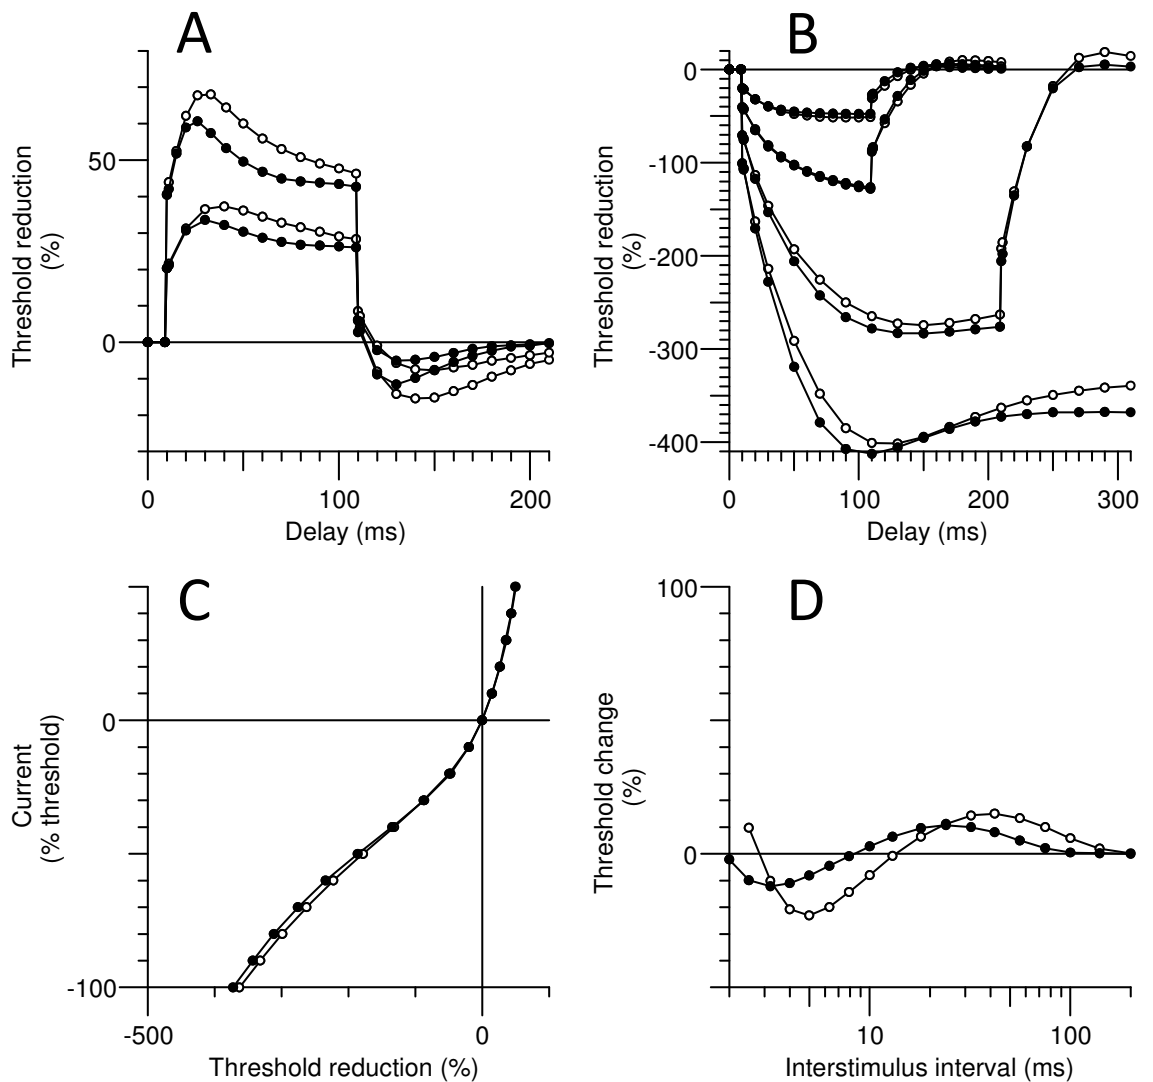 A
Threshold reduction
(%)
50
0
0
100
200
Delay (ms)
B
Threshold reduction
(%)
0
-100
-200
-300
-400
0
100
200
300
Delay (ms)
C
Current
(% threshold)
0
-100
-500
0
Threshold reduction (%)
D
Threshold change
(%)
100
0
10
100
Interstimulus interval (ms)